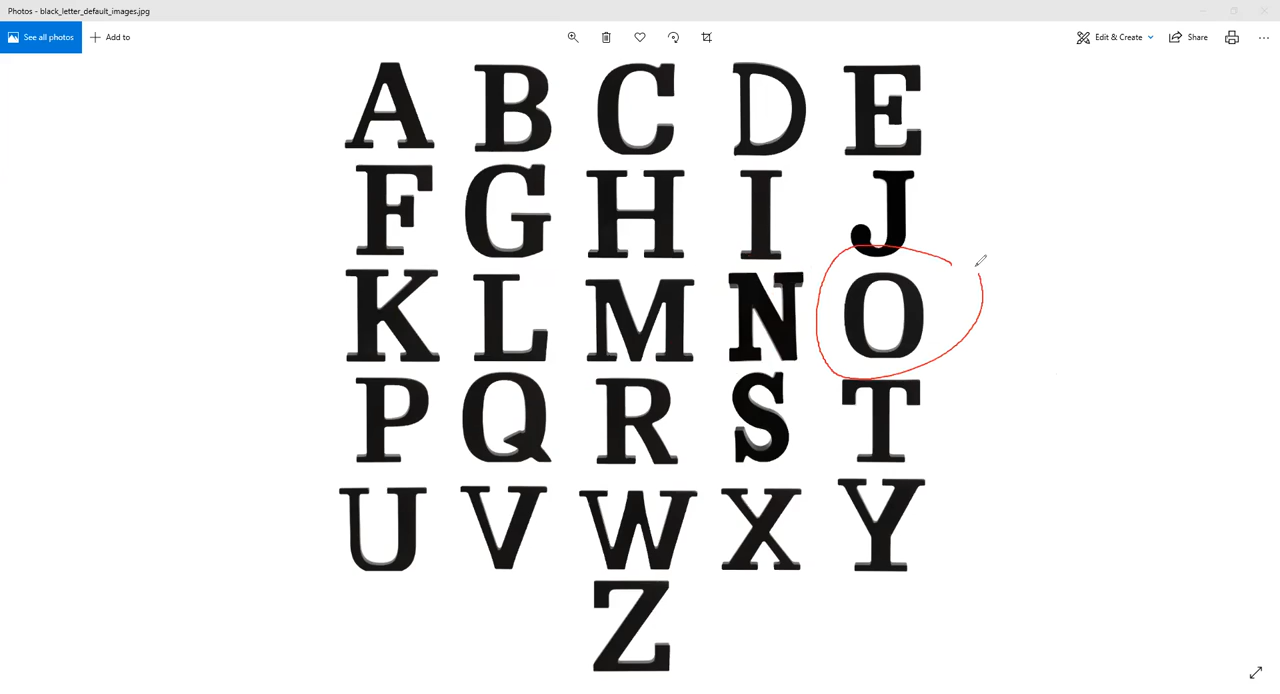 Photos - black_letter_default_images.jpg
See all photos + Add to Edit & Create Share
A B C D E
F G H I J
K L M N O
P Q R S T
U V W X Y
Z